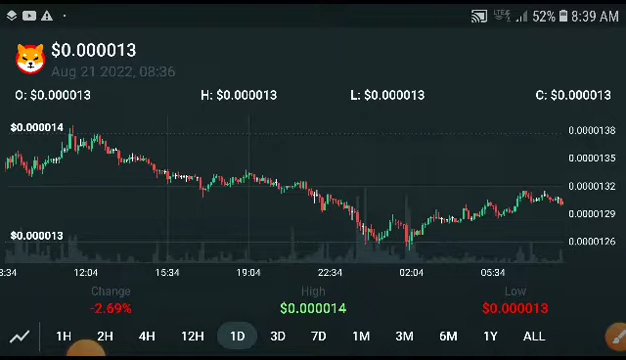 52% 8:39 AM
$0.000013
Aug 21 2022, 08:36
O: $0.000013 H: $0.000013 L: $0.000013 C: $0.000013
$0.000014
0.0000138
0.0000135
0.0000132
0.0000129
$0.000013
0.0000126
8:34 12:04 15:34 19:04 22:34 02:04 05:34
Change High Low
-2.69% $0.000014 $0.000013
1H 2H 4H 12H 1D 3D 7D 1M 3M 6M 1Y ALL